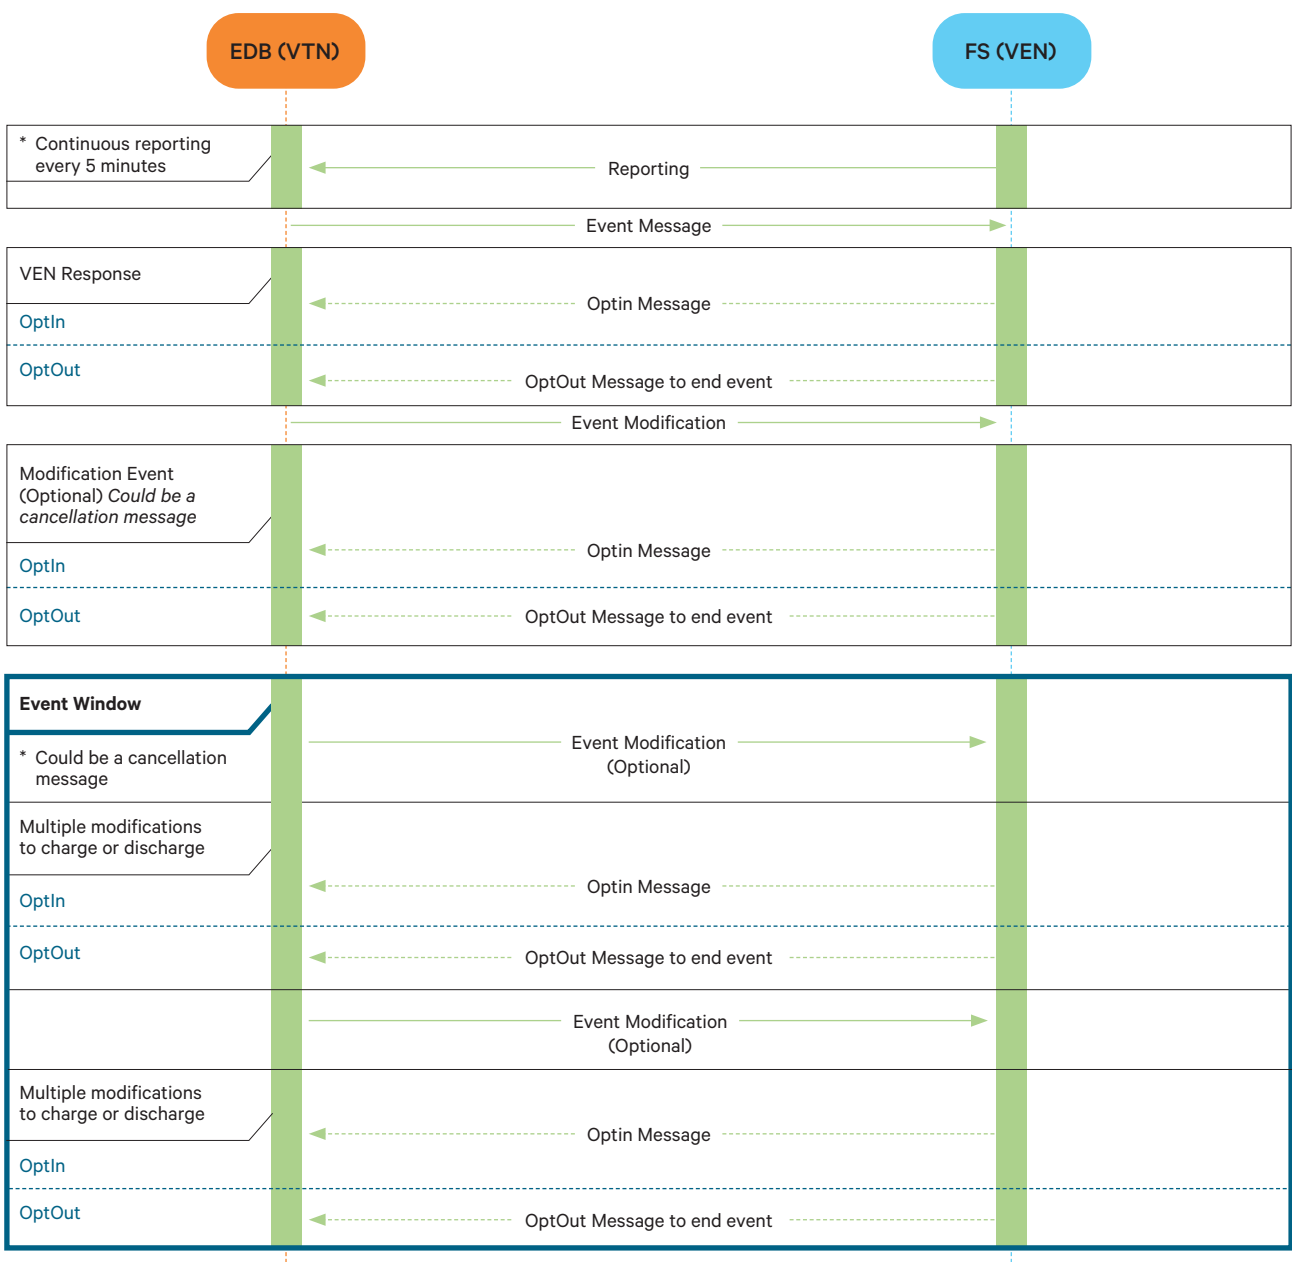 EDB (VTN)
FS (VEN)
* Continuous reporting
every 5 minutes
Reporting
Event Message
VEN Response
Optin Message
OptIn
OptOut
OptOut Message to end event
Event Modification
Modification Event
(Optional) Could be a
cancellation message
Optin Message
OptIn
OptOut
OptOut Message to end event
Event Window
Event Modification
(Optional)
* Could be a cancellation
message
Multiple modifications
to charge or discharge
Optin Message
OptIn
OptOut
OptOut Message to end event
Event Modification
(Optional)
Multiple modifications
to charge or discharge
Optin Message
OptIn
OptOut
OptOut Message to end event